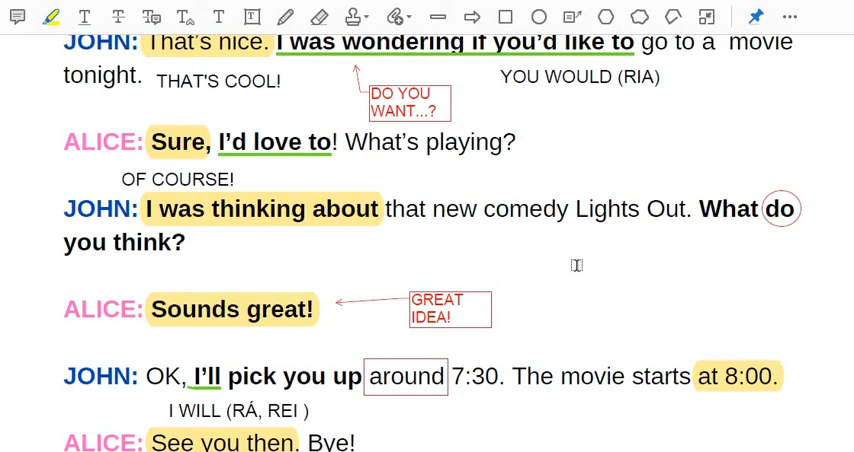 JOHN: That's nice. I was wondering if you'd like to go to a movie
tonight. THAT'S COOL! YOU WOULD (RIA)
DO YOU
WANT...?
ALICE: Sure, I'd love to! What's playing?
OF COURSE!
JOHN: I was thinking about that new comedy Lights Out. What do
you think?
ALICE: Sounds great!
GREAT
IDEA!
JOHN: OK, I'll pick you up around 7:30. The movie starts at 8:00.
I WILL (RÁ, REI )
ALICE: See you then. Bye!